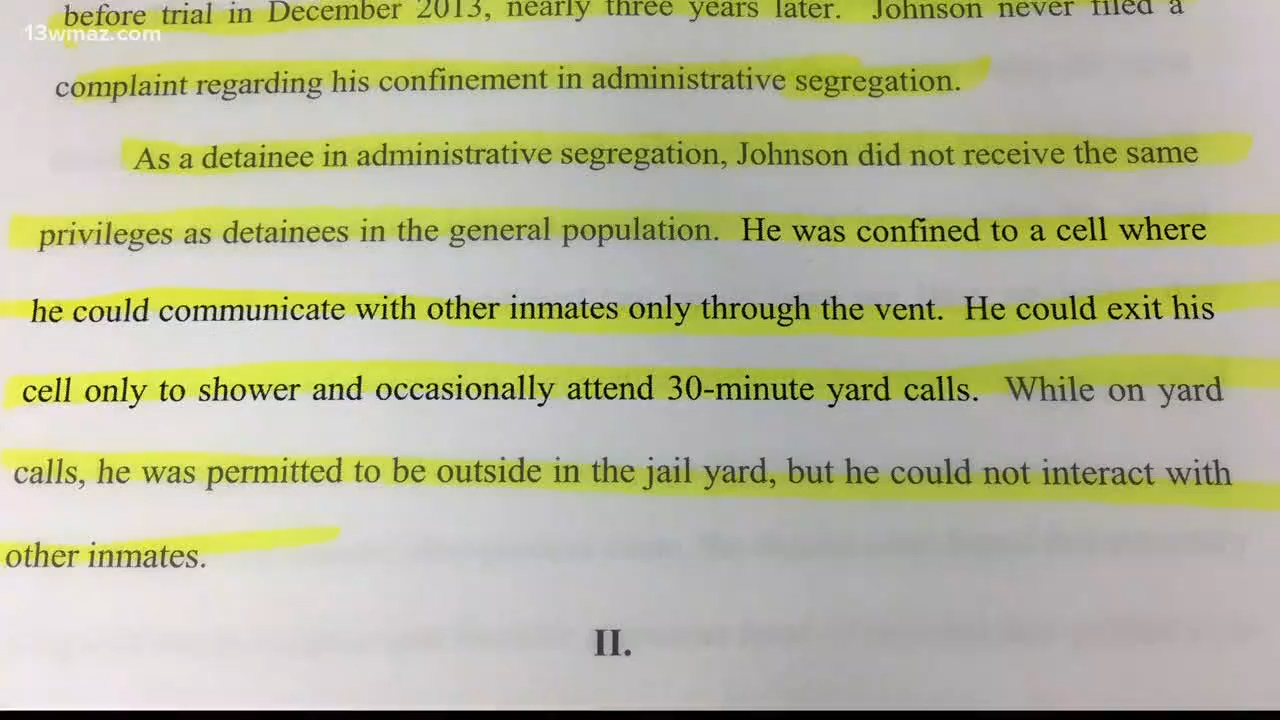 before trial in December 2013, nearly three years later. Johnson never filed a
13wmaz.com
complaint regarding his confinement in administrative segregation.
As a detainee in administrative segregation, Johnson did not receive the same
privileges as detainees in the general population. He was confined to a cell where
he could communicate with other inmates only through the vent. He could exit his
cell only to shower and occasionally attend 30-minute yard calls. While on yard
calls, he was permitted to be outside in the jail yard, but he could not interact with
other inmates.
II.